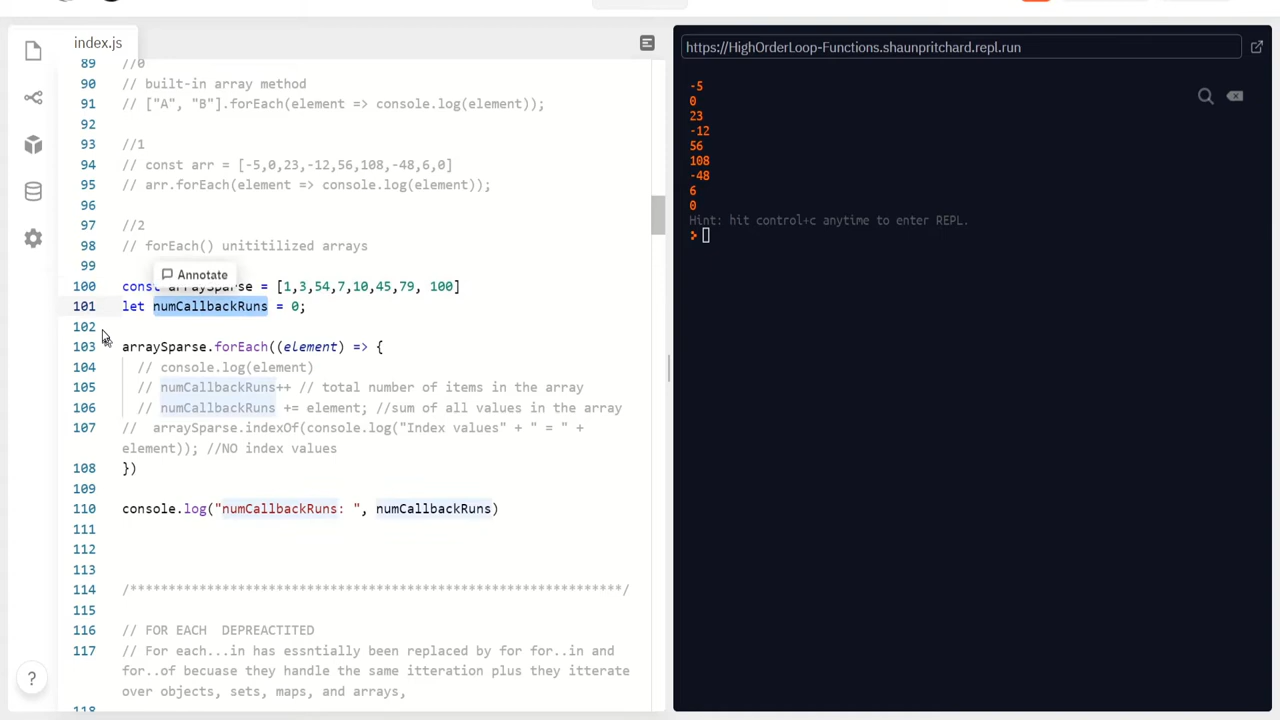 index.js
89 //0
90 // built-in array method
91 // ["A", "B"].forEach(element => console.log(element));
92
93 //1
94 // const arr = [-5,0,23,-12,56,108,-48,6,0]
95 // arr.forEach(element => console.log(element));
96
97 //2
98 // forEach() unititilized arrays
99
Annotate
100 const arraySparse = [1,3,54,7,10,45,79, 100]
101 let numCallbackRuns = 0;
102
103 arraySparse.forEach((element) => {
104 // console.log(element)
105 // numCallbackRuns++ // total number of items in the array
106 // numCallbackRuns += element; //sum of all values in the array
107 //  arraySparse.indexOf(console.log("Index values" + " = " +
element)); //NO index values
108 })
109
110 console.log("numCallbackRuns: ", numCallbackRuns)
111
112
113
114 /****************************************************************/
115
116 // FOR EACH  DEPREACTITED
117 // For each...in has essntially been replaced by for for..in and
for..of becuase they handle the same itteration plus they itterate
over objects, sets, maps, and arrays,
118
?
https://HighOrderLoop-Functions.shaunpritchard.repl.run
-5
0
23
-12
56
108
-48
6
0
Hint: hit control+c anytime to enter REPL.
>